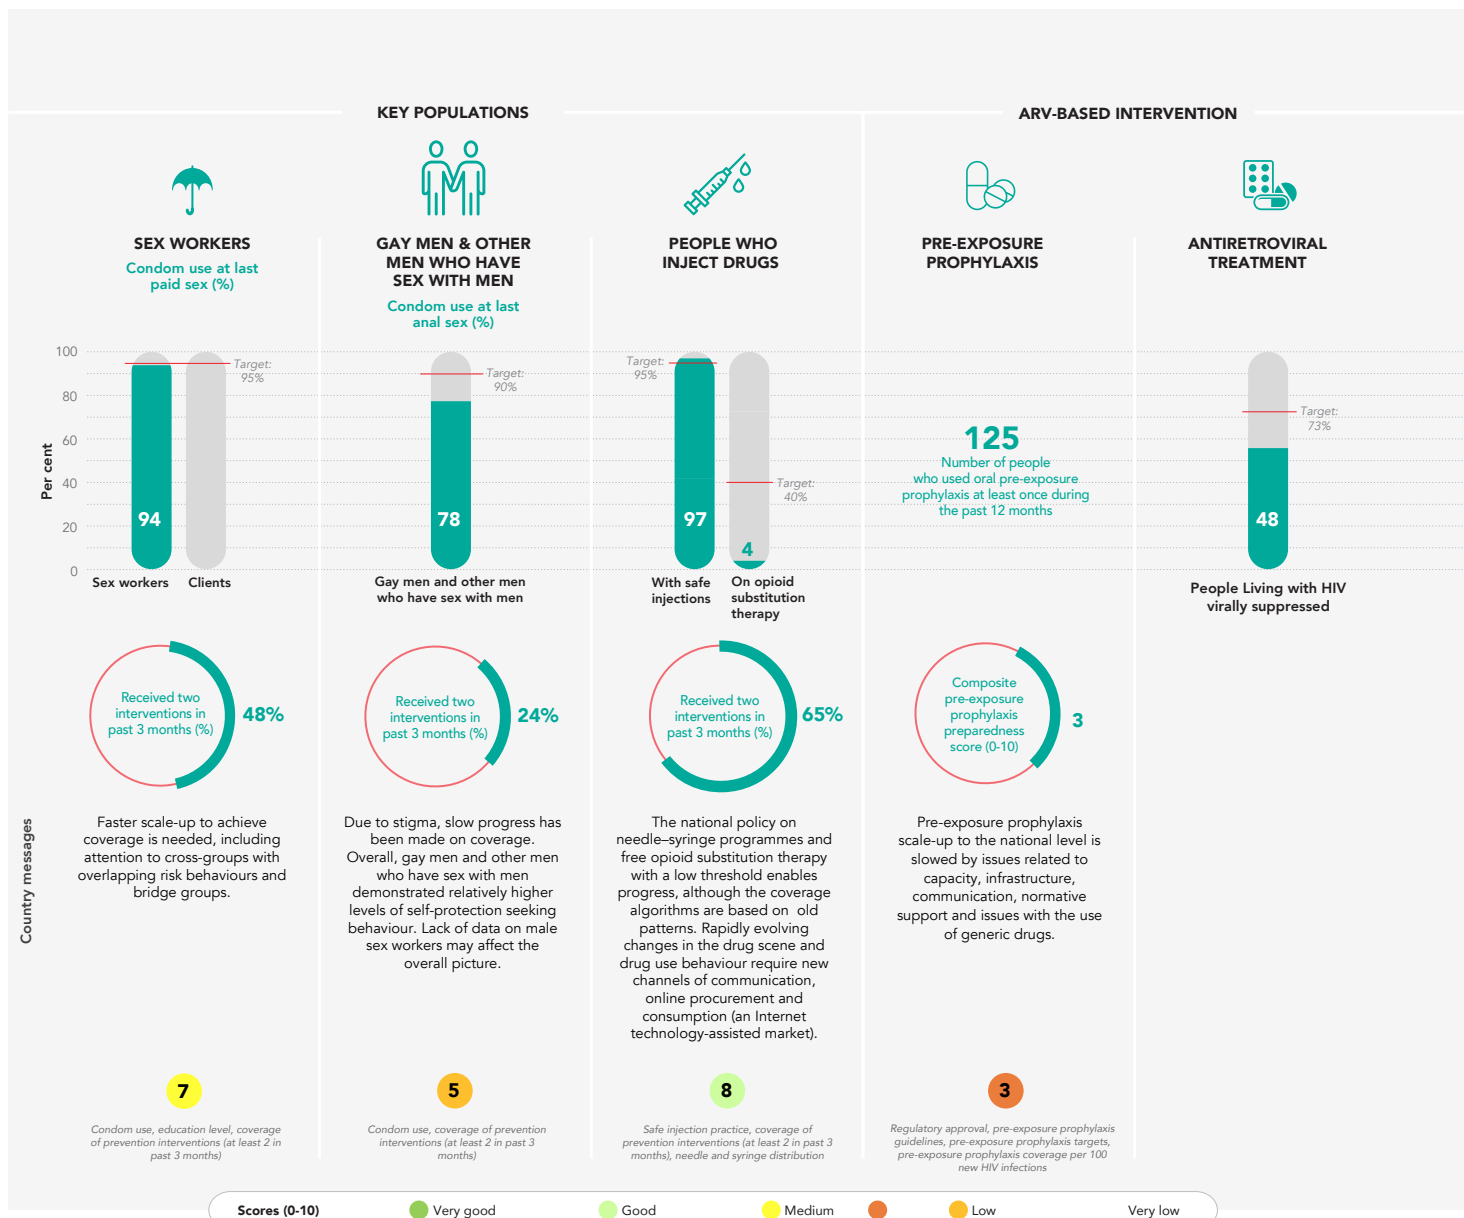 KEY POPULATIONS
ARV-BASED INTERVENTION
SEX WORKERS
Condom use at last
paid sex (%)
GAY MEN & OTHER
MEN WHO HAVE
SEX WITH MEN
Condom use at last
anal sex (%)
PEOPLE WHO
INJECT DRUGS
PRE-EXPOSURE
PROPHYLAXIS
ANTIRETROVIRAL
TREATMENT
Per cent
100
80
60
40
20
0
Target:
95%
94
Sex workers
Clients
Target:
90%
78
Gay men and other men
who have sex with men
Target:
95%
97
With safe
injections
Target:
40%
4
On opioid
substitution
therapy
125
Number of people
who used oral pre-exposure
prophylaxis at least once during
the past 12 months
Target:
73%
48
People Living with HIV
virally suppressed
Received two
interventions in
past 3 months (%)
48%
Received two
interventions in
past 3 months (%)
24%
Received two
interventions in
past 3 months (%)
65%
Composite
pre-exposure
prophylaxis
preparedness
score (0-10)
3
Country messages
Faster scale-up to achieve
coverage is needed, including
attention to cross-groups with
overlapping risk behaviours and
bridge groups.
Due to stigma, slow progress has
been made on coverage.
Overall, gay men and other men
who have sex with men
demonstrated relatively higher
levels of self-protection seeking
behaviour. Lack of data on male
sex workers may affect the
overall picture.
The national policy on
needle–syringe programmes and
free opioid substitution therapy
with a low threshold enables
progress, although the coverage
algorithms are based on old
patterns. Rapidly evolving
changes in the drug scene and
drug use behaviour require new
channels of communication,
online procurement and
consumption (an Internet
technology-assisted market).
Pre-exposure prophylaxis
scale-up to the national level is
slowed by issues related to
capacity, infrastructure,
communication, normative
support and issues with the use
of generic drugs.
7
Condom use, education level, coverage
of prevention interventions (at least 2 in
past 3 months)
5
Condom use, coverage of prevention
interventions (at least 2 in past 3
months)
8
Safe injection practice, coverage of
prevention interventions (at least 2 in past 3
months), needle and syringe distribution
3
Regulatory approval, pre-exposure prophylaxis
guidelines, pre-exposure prophylaxis targets,
pre-exposure prophylaxis coverage per 100
new HIV infections
Scores (0-10)
Very good
Good
Medium
Low
Very low